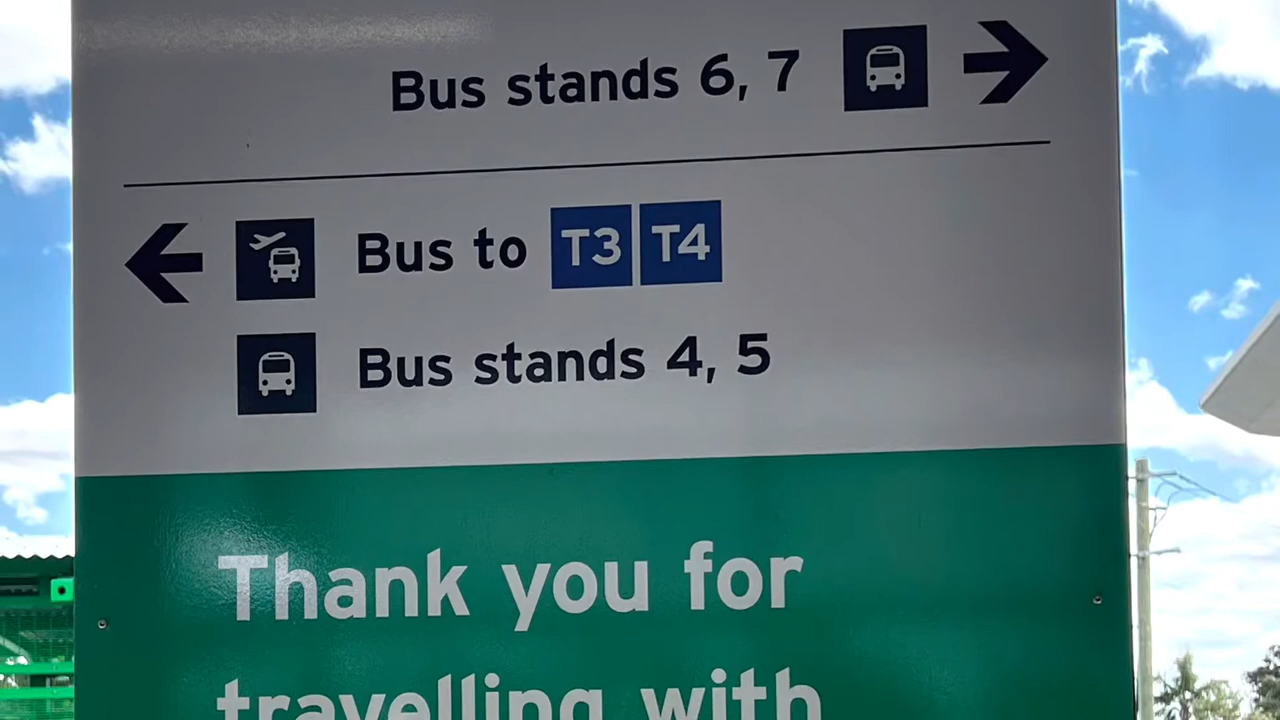 Bus stands 6, 7
Bus to T3 T4
Bus stands 4, 5
Thank you for
travelling with